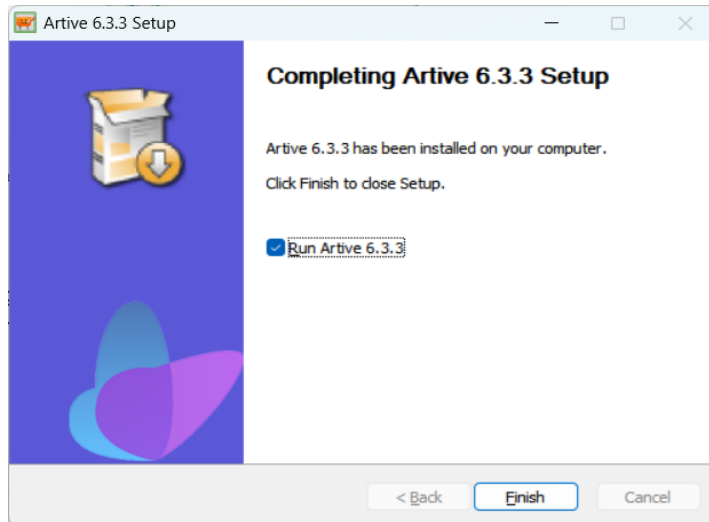 Artive 6.3.3 Setup
Completing Artive 6.3.3 Setup
Artive 6.3.3 has been installed on your computer.
Click Finish to close Setup.
Run Artive 6.3.3
< Back Finish Cancel